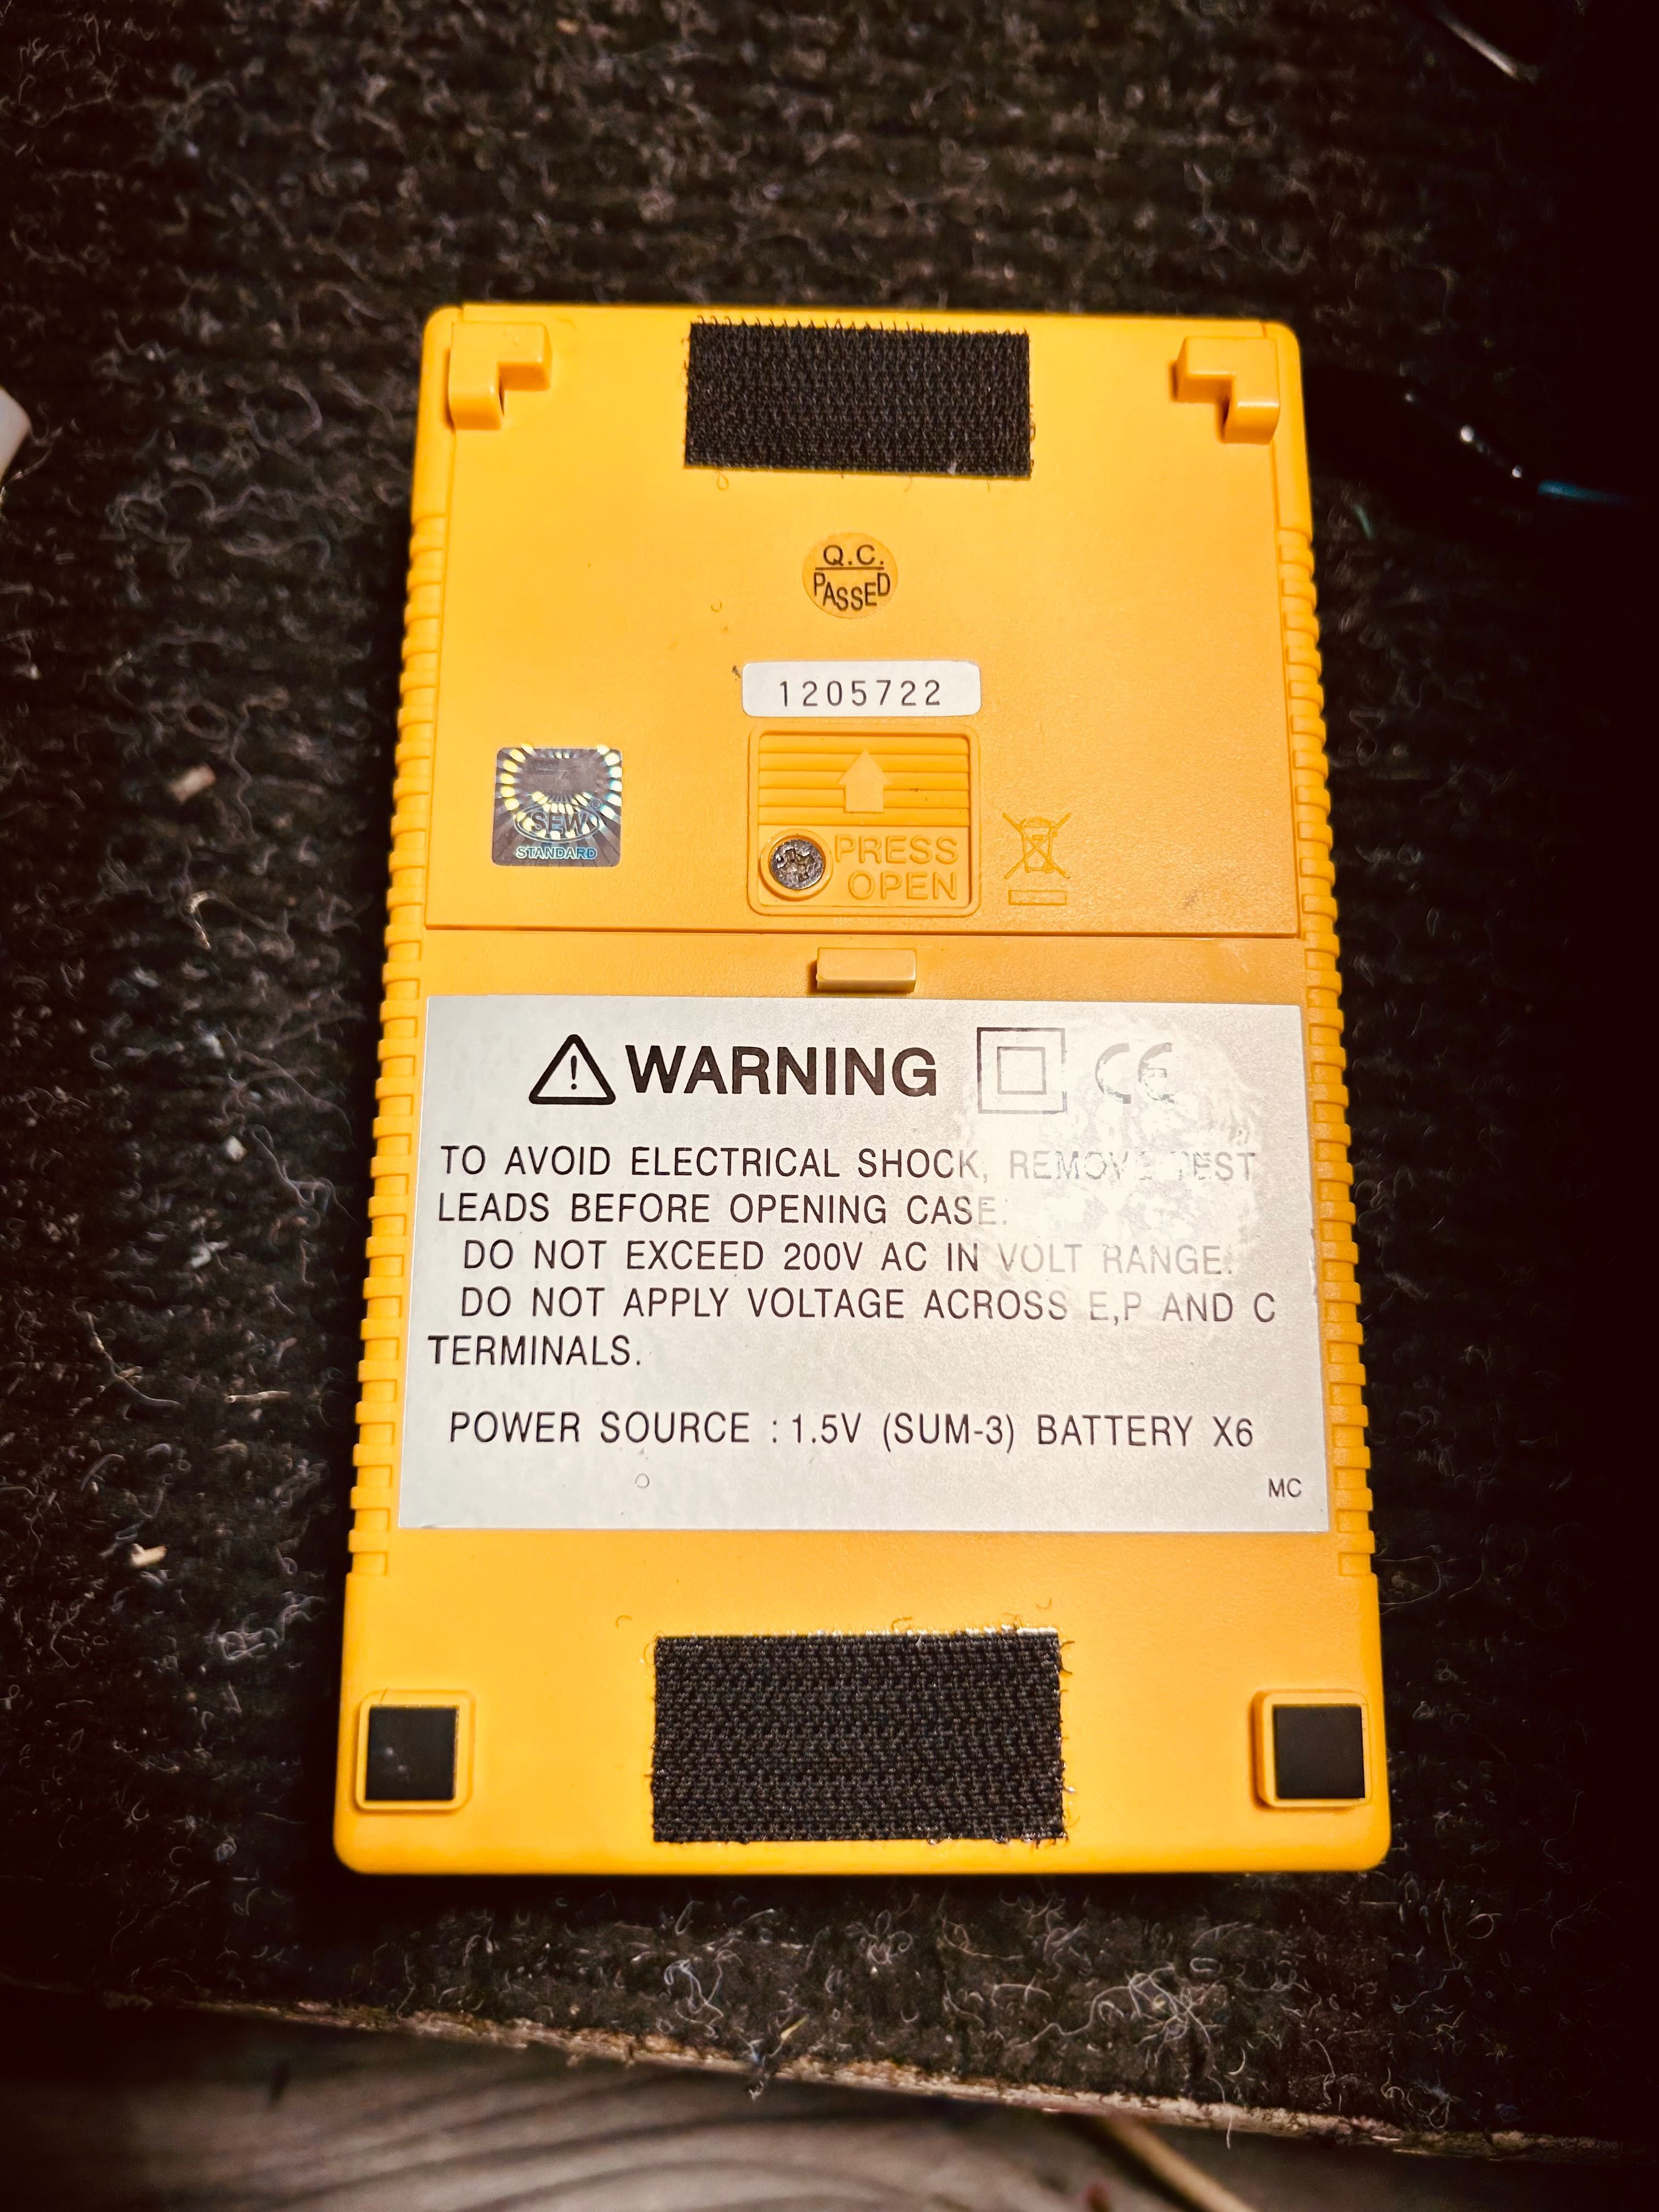 Q.C.
PASSED
1205722
SEW
STANDARD
PRESS
OPEN
WARNING CE
TO AVOID ELECTRICAL SHOCK, REMOVE TEST
LEADS BEFORE OPENING CASE.
DO NOT EXCEED 200V AC IN VOLT RANGE.
DO NOT APPLY VOLTAGE ACROSS E,P AND C
TERMINALS.
POWER SOURCE : 1.5V (SUM-3) BATTERY X6
MC